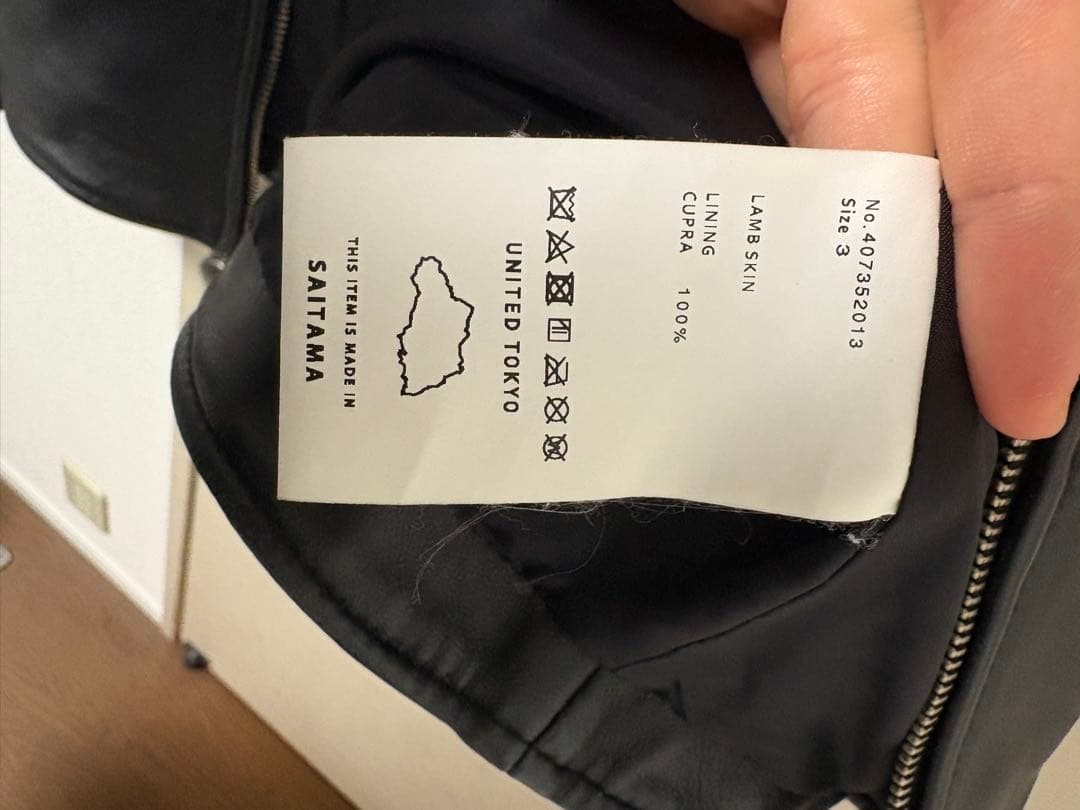 No. 407352013
Size 3
LAMB SKIN
LINING
CUPRA 100%
UNITED TOKYO
THIS ITEM IS MADE IN
SAITAMA